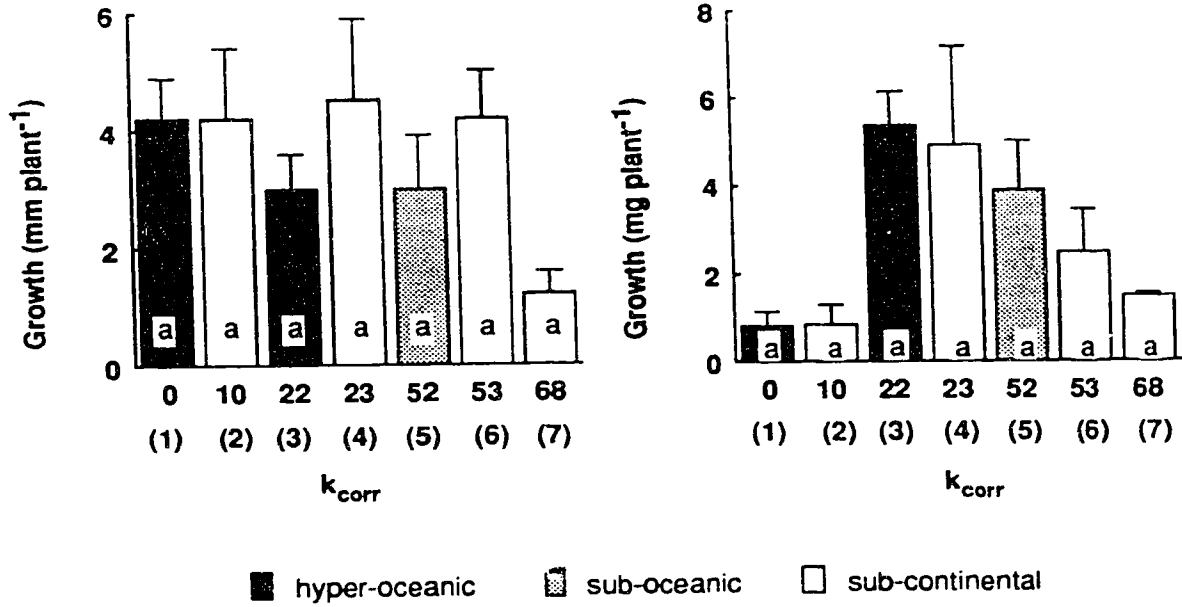 6
4
2
0
Growth (mm plant-1)
a a a a a a a
0 10 22 23 52 53 68
(1) (2) (3) (4) (5) (6) (7)
kcorr
8
6
4
2
0
Growth (mg plant-1)
a a a a a a a
0 10 22 23 52 53 68
(1) (2) (3) (4) (5) (6) (7)
kcorr
hyper-oceanic sub-oceanic sub-continental